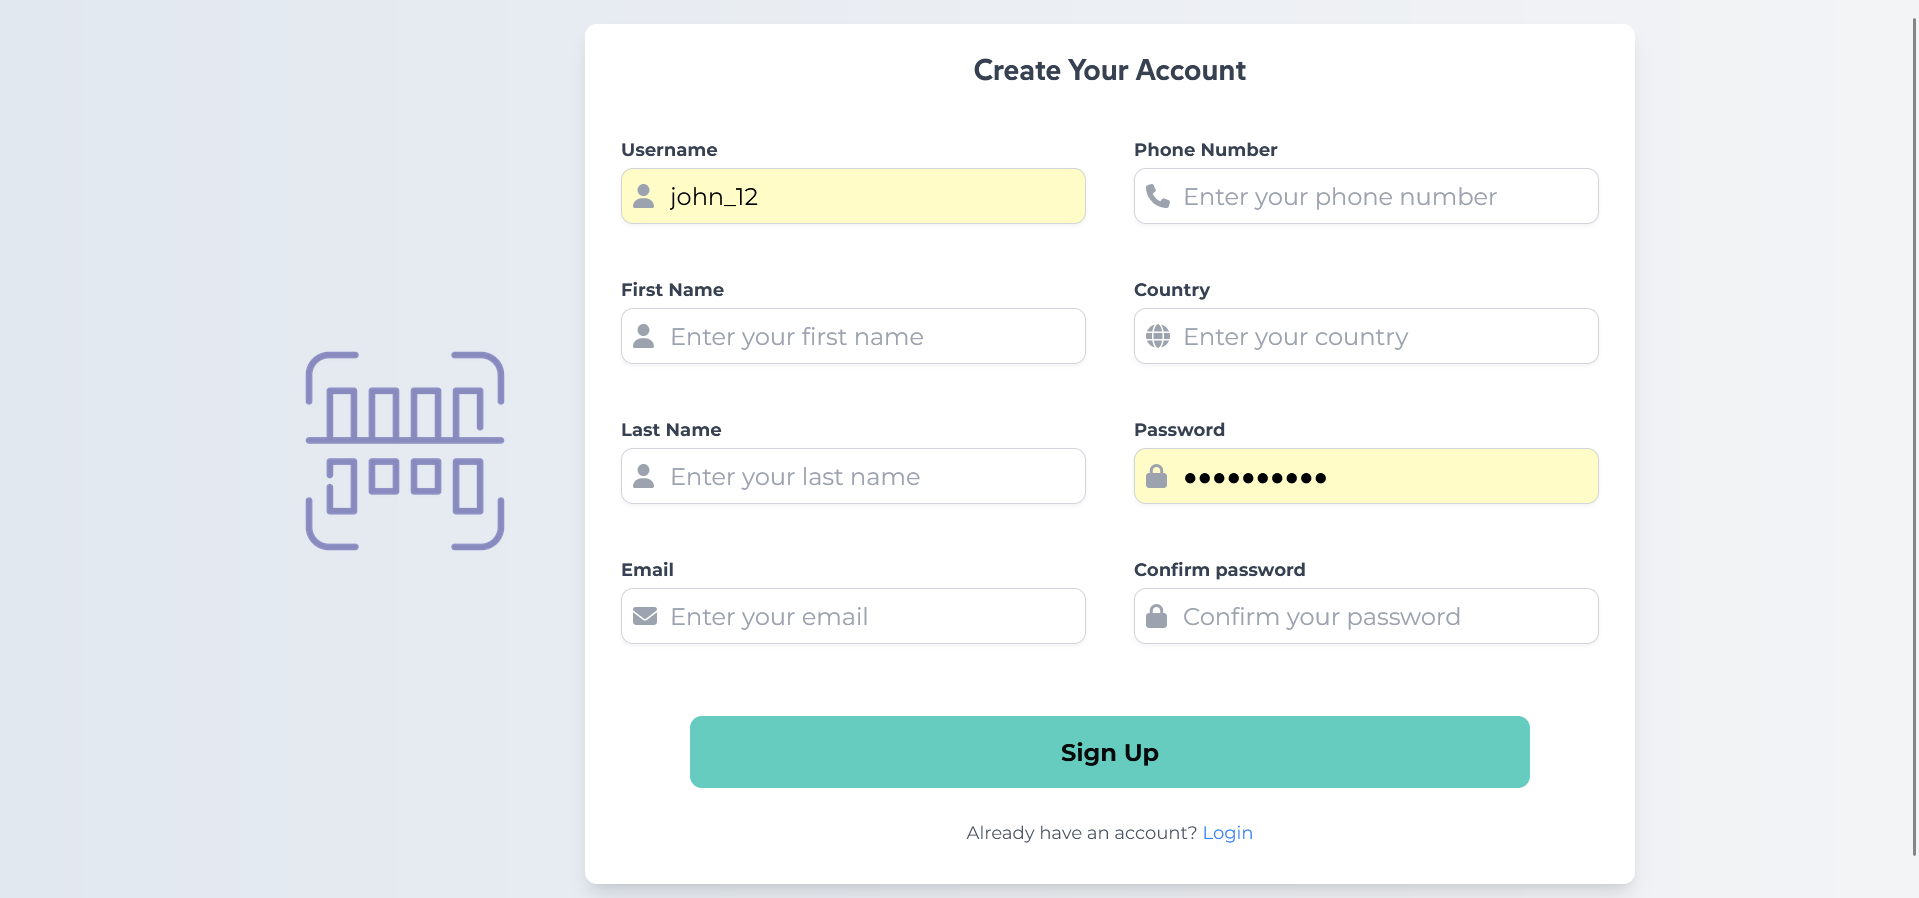 Create Your Account
Username
john_12
Phone Number
Enter your phone number
First Name
Enter your first name
Country
Enter your country
Last Name
Enter your last name
Password
••••••••••
Email
Enter your email
Confirm password
Confirm your password
Sign Up
Already have an account? Login